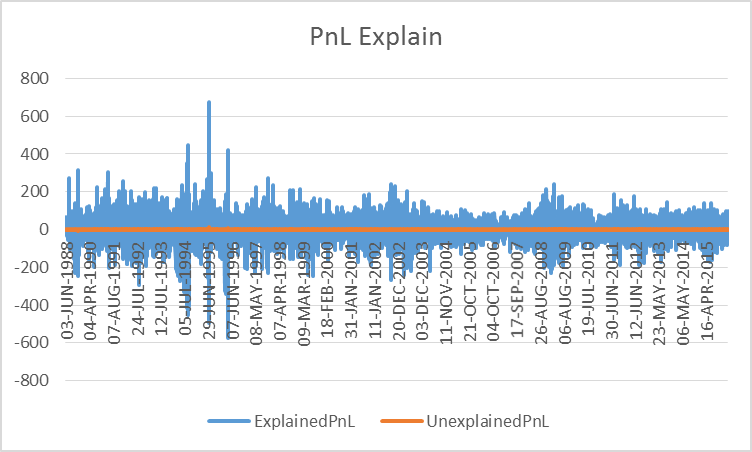 PnL Explain
800
600
400
200
0
-200
-400
-600
-800
03-JUN-1988
04-APR-1990
07-AUG-1991
24-JUL-1992
12-JUL-1993
05-JUL-1994
29-JUN-1995
07-JUN-1996
08-MAY-1997
07-APR-1998
09-MAR-1999
18-FEB-2000
31-JAN-2001
11-JAN-2002
20-DEC-2002
03-DEC-2003
11-NOV-2004
21-OCT-2005
04-OCT-2006
17-SEP-2007
26-AUG-2008
06-AUG-2009
19-JUL-2010
30-JUN-2011
12-JUN-2012
23-MAY-2013
06-MAY-2014
16-APR-2015
ExplainedPnL
UnexplainedPnL